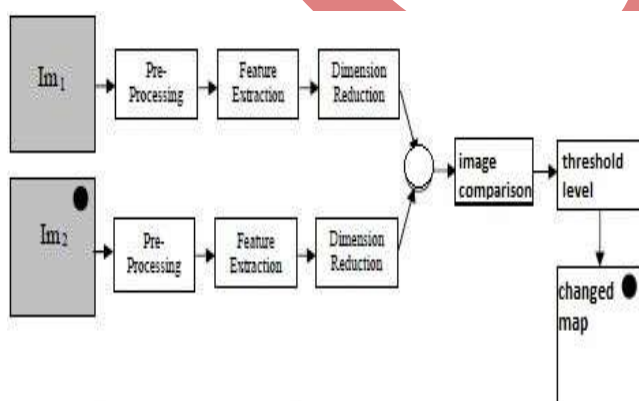 Im1
Pre-
Processing
Feature
Extraction
Dimension
Reduction
image
comparison
threshold
level
Im2
Pre-
Processing
Feature
Extraction
Dimension
Reduction
changed
map